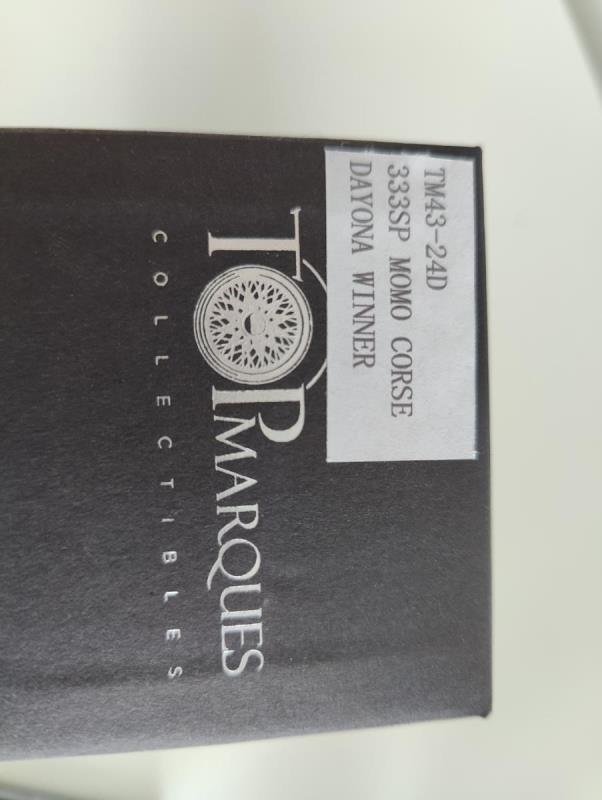 TM43-24D
333SP MOMO CORSE
DAYONA WINNER
TOP
MARQUES
COLLECTIBLES